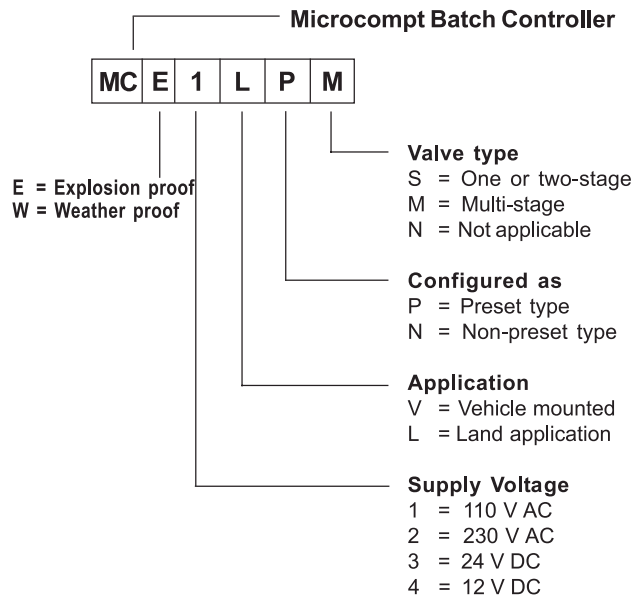 Microcompt Batch Controller
MC E 1 L P M
E = Explosion proof
W = Weather proof
Valve type
S = One or two-stage
M = Multi-stage
N = Not applicable
Configured as
P = Preset type
N = Non-preset type
Application
V = Vehicle mounted
L = Land application
Supply Voltage
1 = 110 V AC
2 = 230 V AC
3 = 24 V DC
4 = 12 V DC